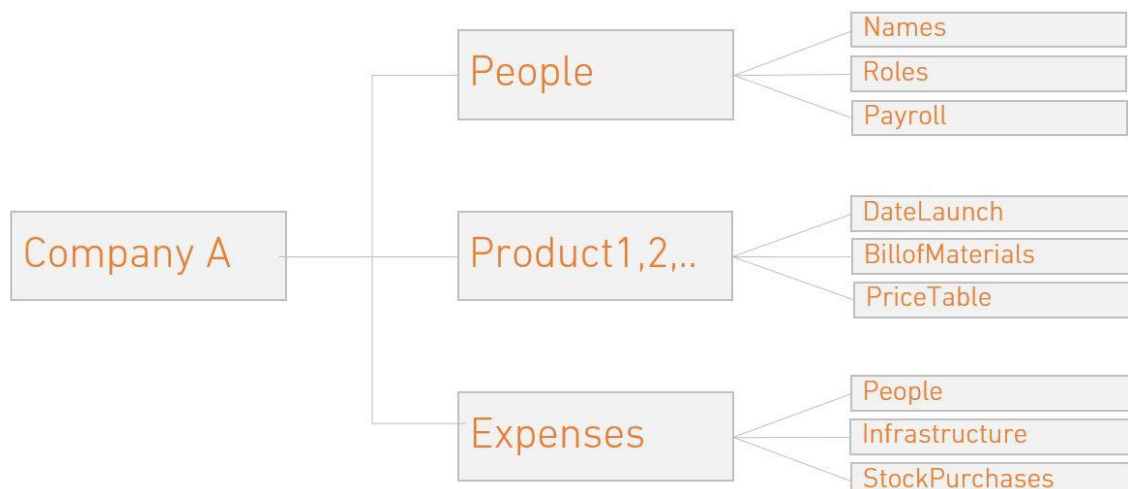 Company A
People
Names
Roles
Payroll
Product1,2,..
DateLaunch
BillofMaterials
PriceTable
Expenses
People
Infrastructure
StockPurchases